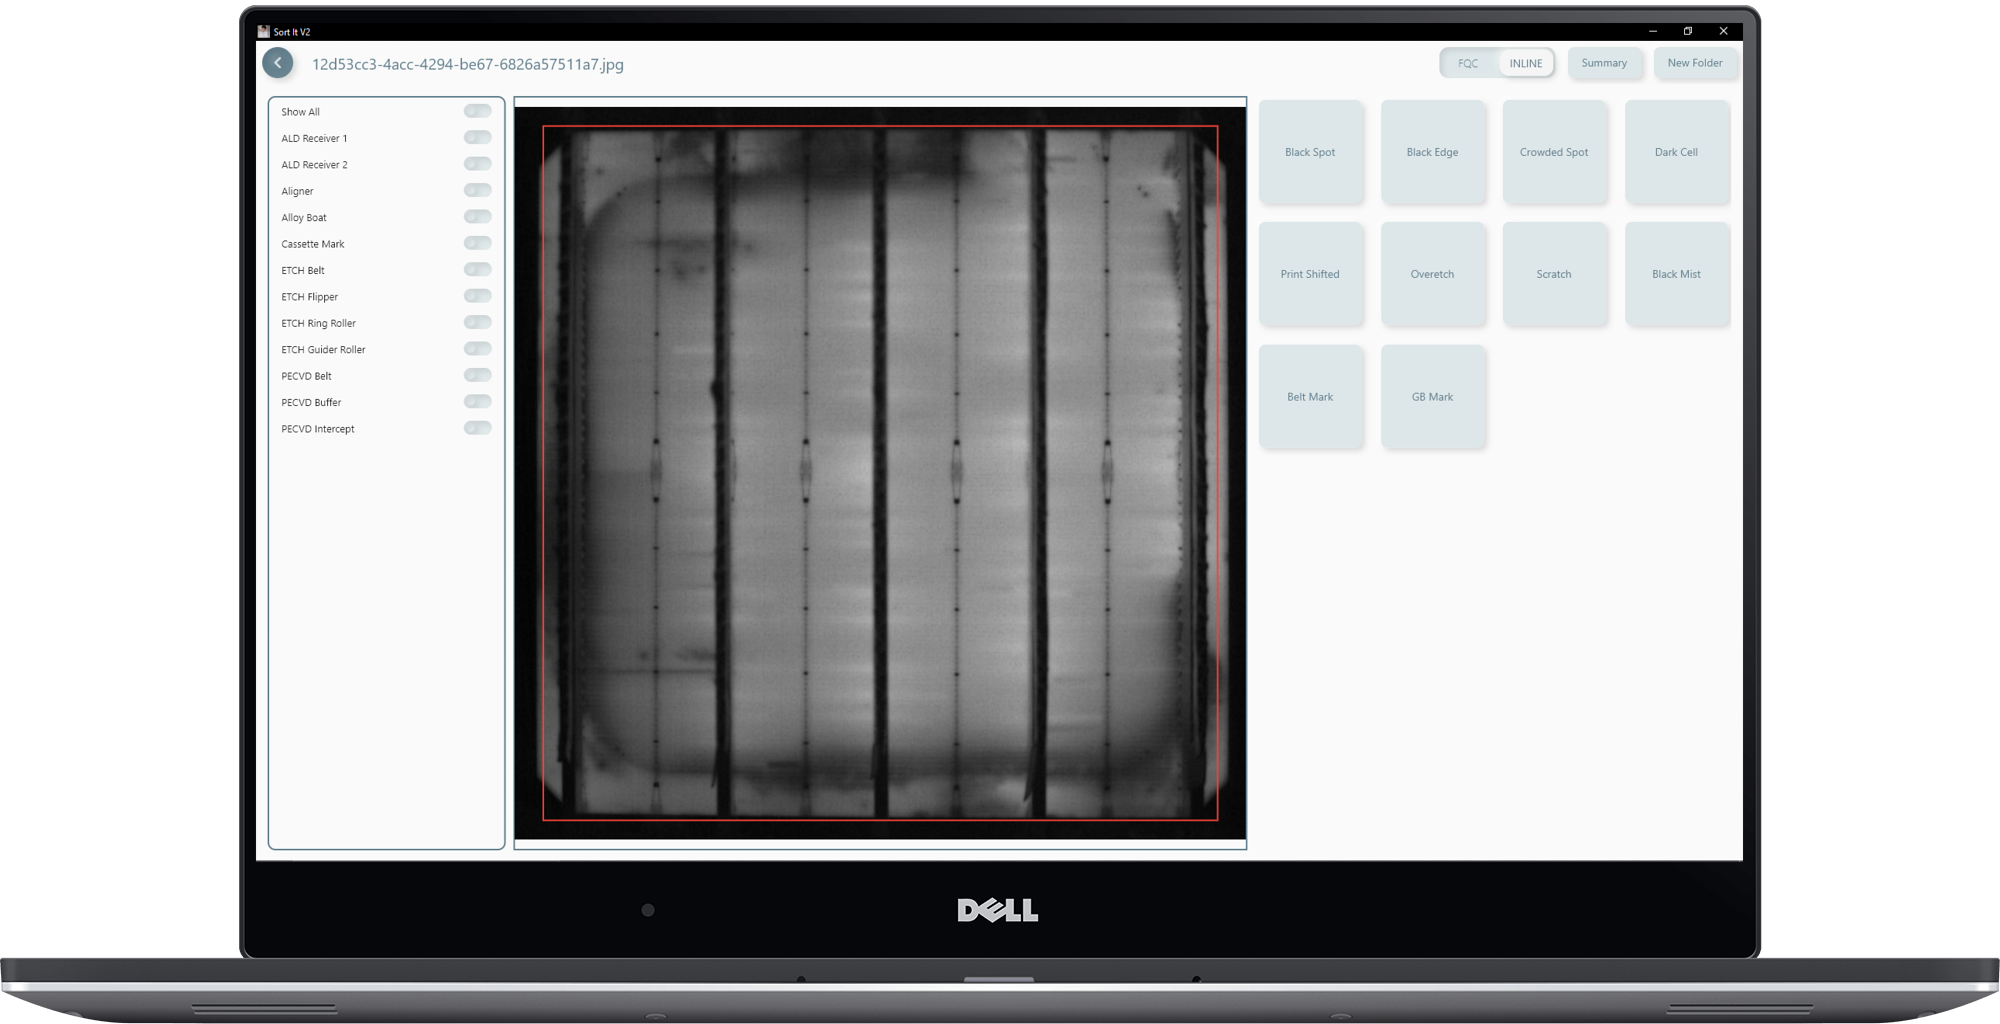 Sort It V2
12d53cc3-4acc-4294-be67-6826a57511a7.jpg
FQC
INLINE
Summary
New Folder
Show All
ALD Receiver 1
ALD Receiver 2
Aligner
Alloy Boat
Cassette Mark
ETCH Belt
ETCH Flipper
ETCH Ring Roller
ETCH Guider Roller
PECVD Belt
PECVD Buffer
PECVD Intercept
Black Spot
Black Edge
Crowded Spot
Dark Cell
Print Shifted
Overetch
Scratch
Black Mist
Belt Mark
GB Mark
DELL